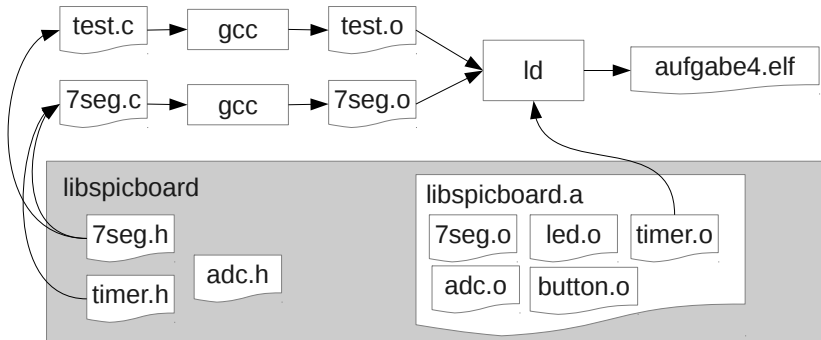 test.c gcc test.o
ld aufgabe4.elf
7seg.c gcc 7seg.o
libspicboard
libspicboard.a
7seg.h 7seg.o led.o timer.o
adc.h
timer.h adc.o button.o